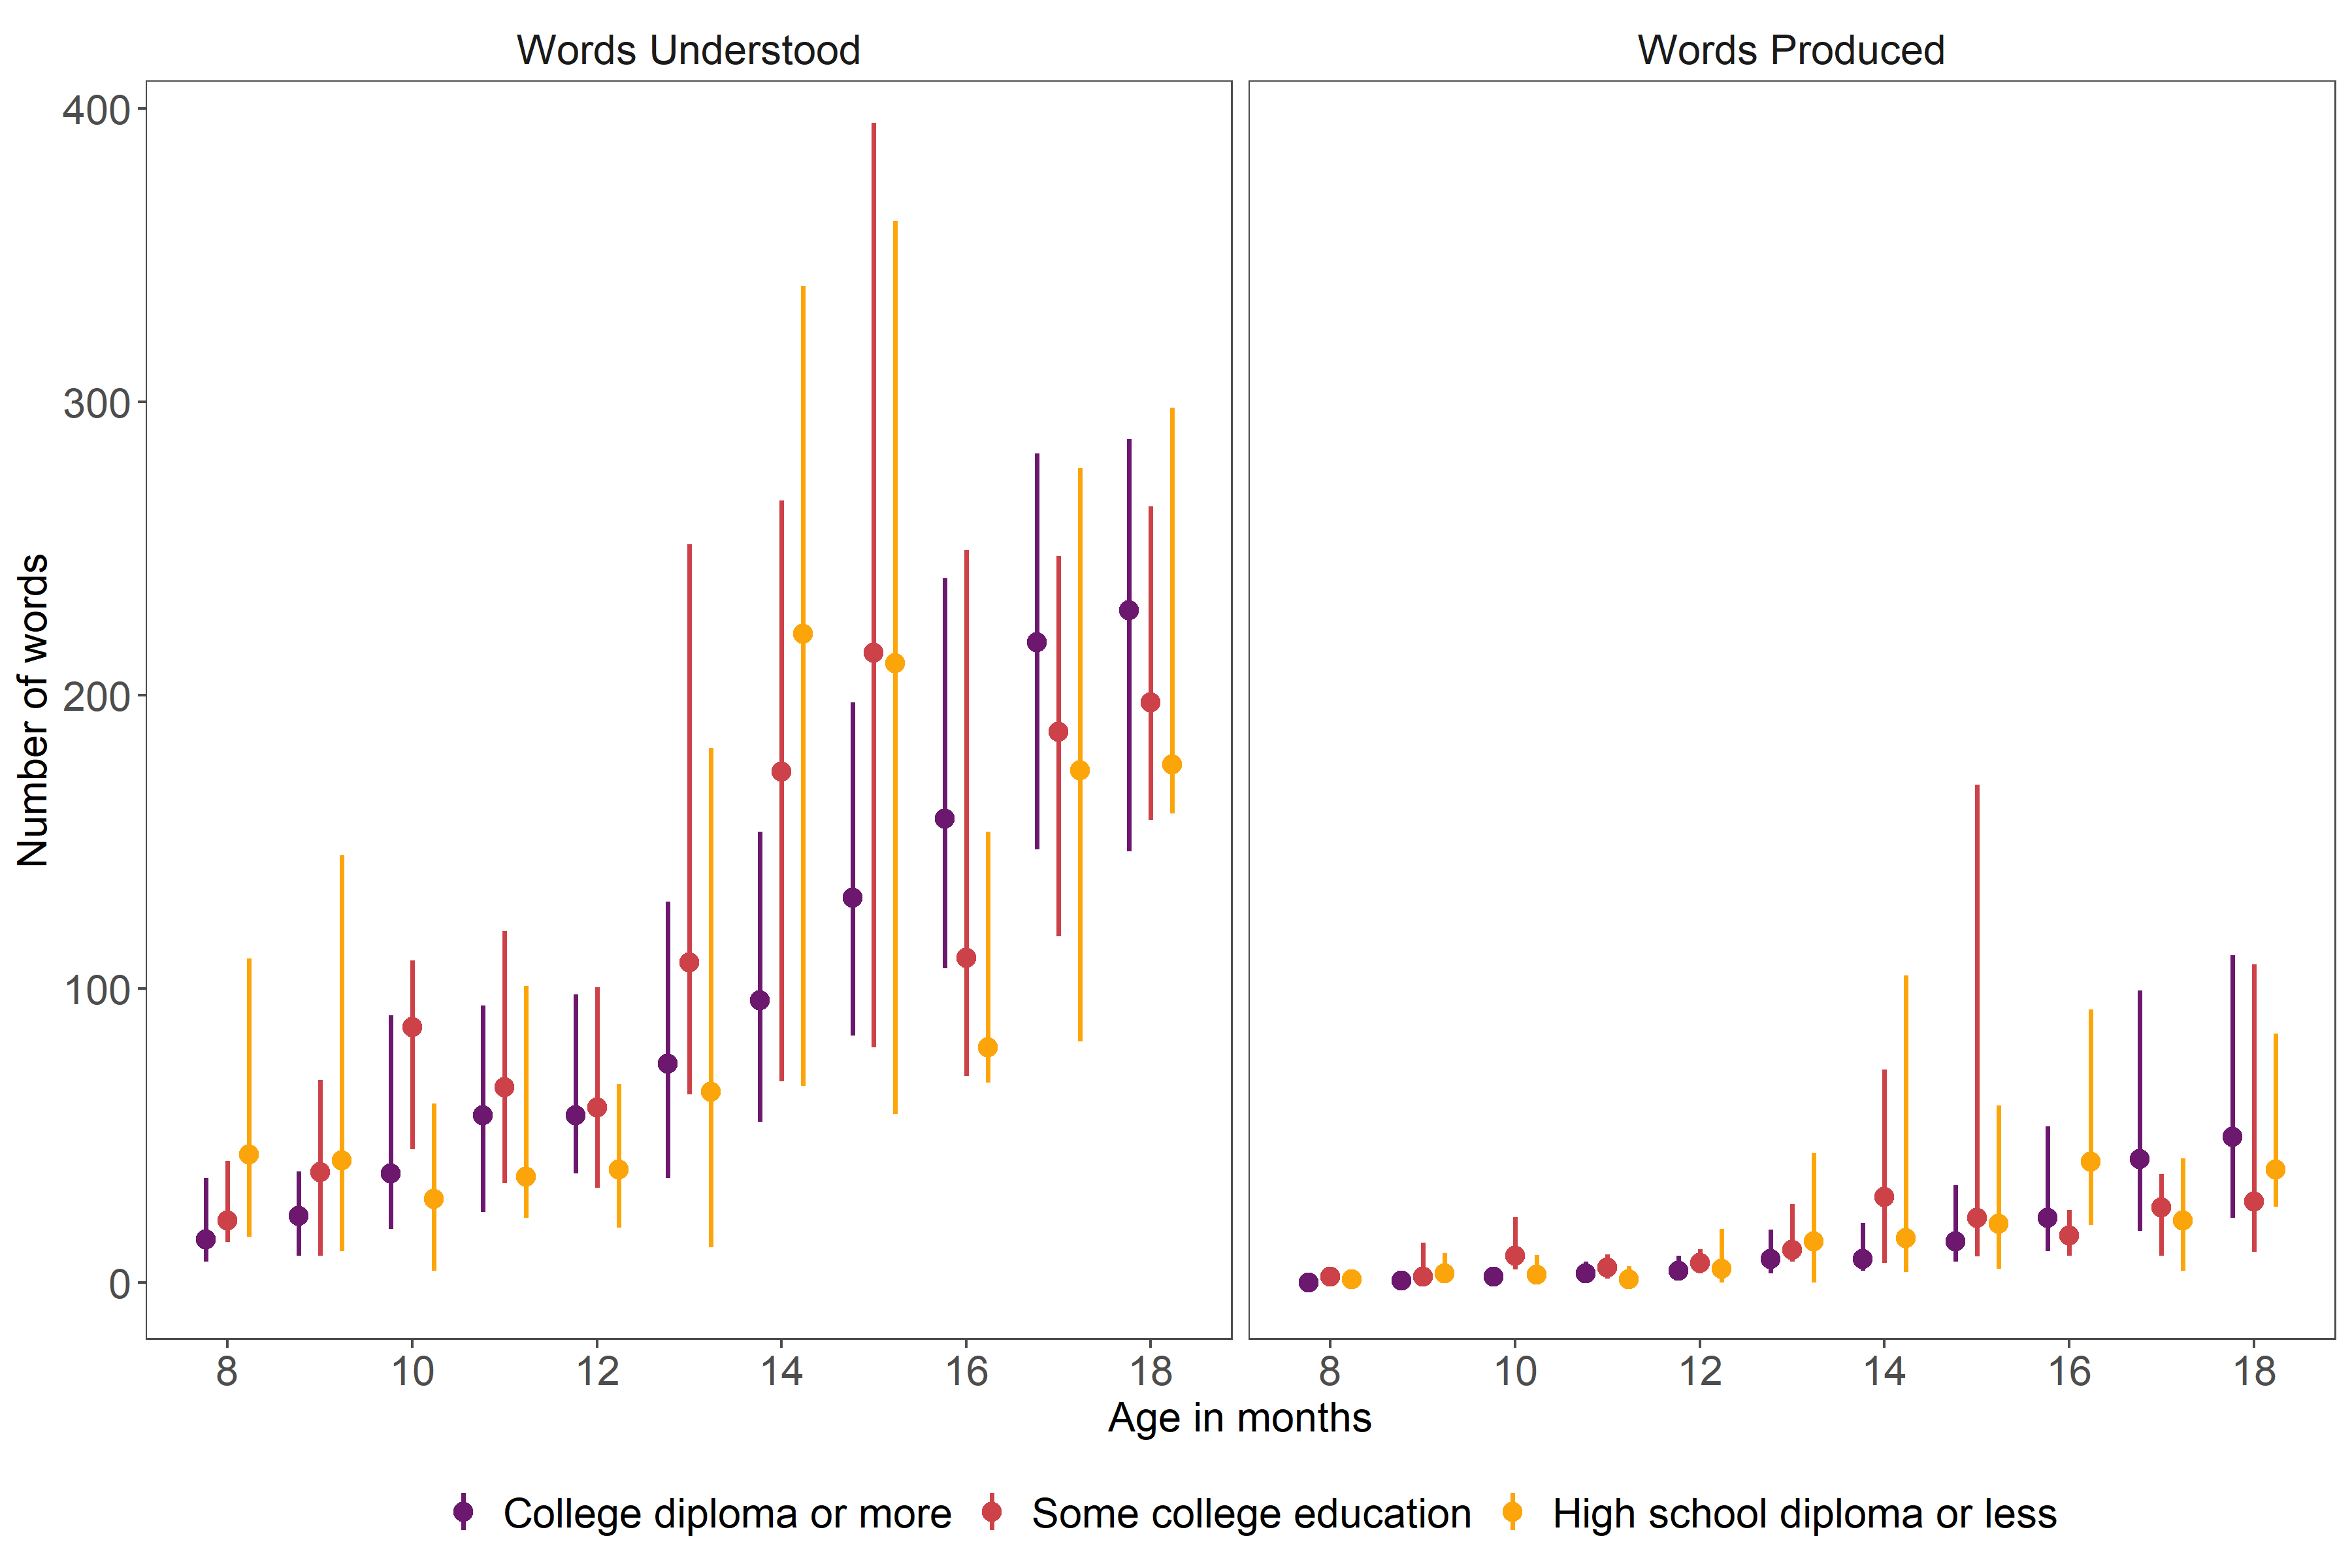 Words Understood
Words Produced
Number of words
400
300
200
100
0
8 10 12 14 16 18
8 10 12 14 16 18
Age in months
College diploma or more Some college education High school diploma or less